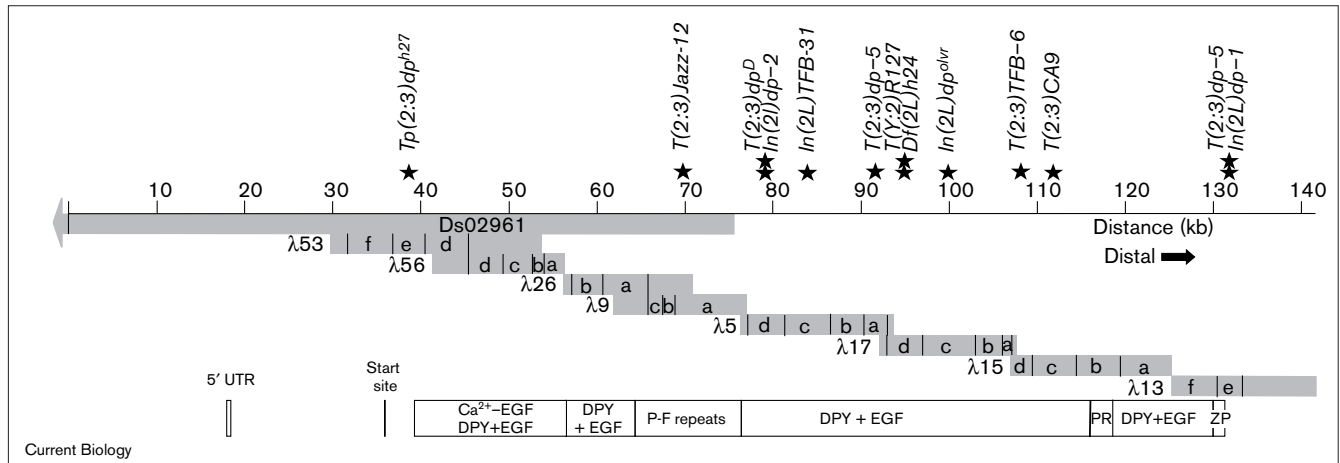 Tp(2:3)dp^h27
T(2:3)Jazz-12
T(2:3)dp^D
In(2l)dp-2
In(2L)TFB-31
T(2:3)dp-5
T(Y:2)R127
Df(2L)h24
In(2L)dp^olvr
T(2:3)TFB-6
T(2:3)CA9
T(2:3)dp-5
In(2L)dp-1
10 20 30 40 50 60 70 80 90 100 110 120 130 140
Ds02961
Distance (kb)
Distal
λ53 f e d
λ56 d c b a
λ26 b a
λ9 c b a
λ5 d c b a
λ17 d c b a
λ15 d c b a
λ13 f e
5′ UTR
Start
site
Ca²⁺–EGF
DPY+EGF
DPY
+ EGF
P-F repeats
DPY + EGF
PR
DPY+EGF
ZP
Current Biology